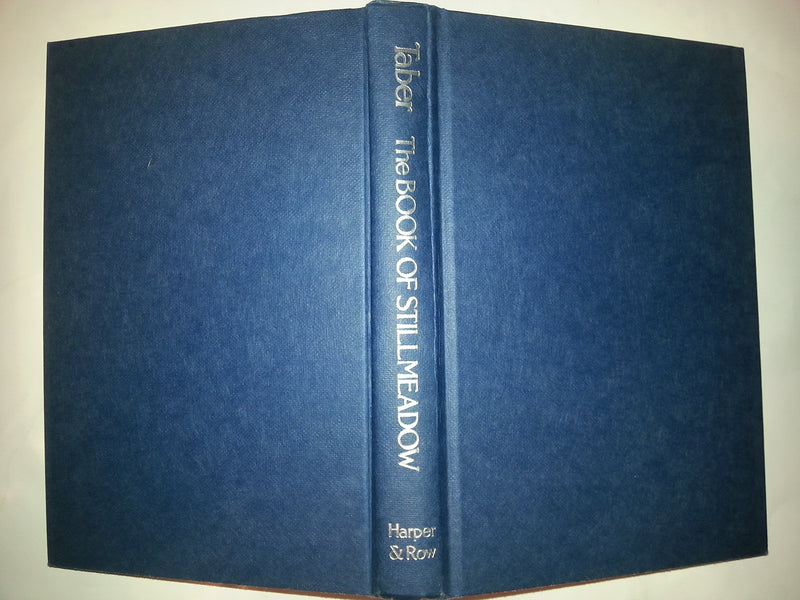 Taber The BOOK OF STILLMEADOW
Harper
& Row